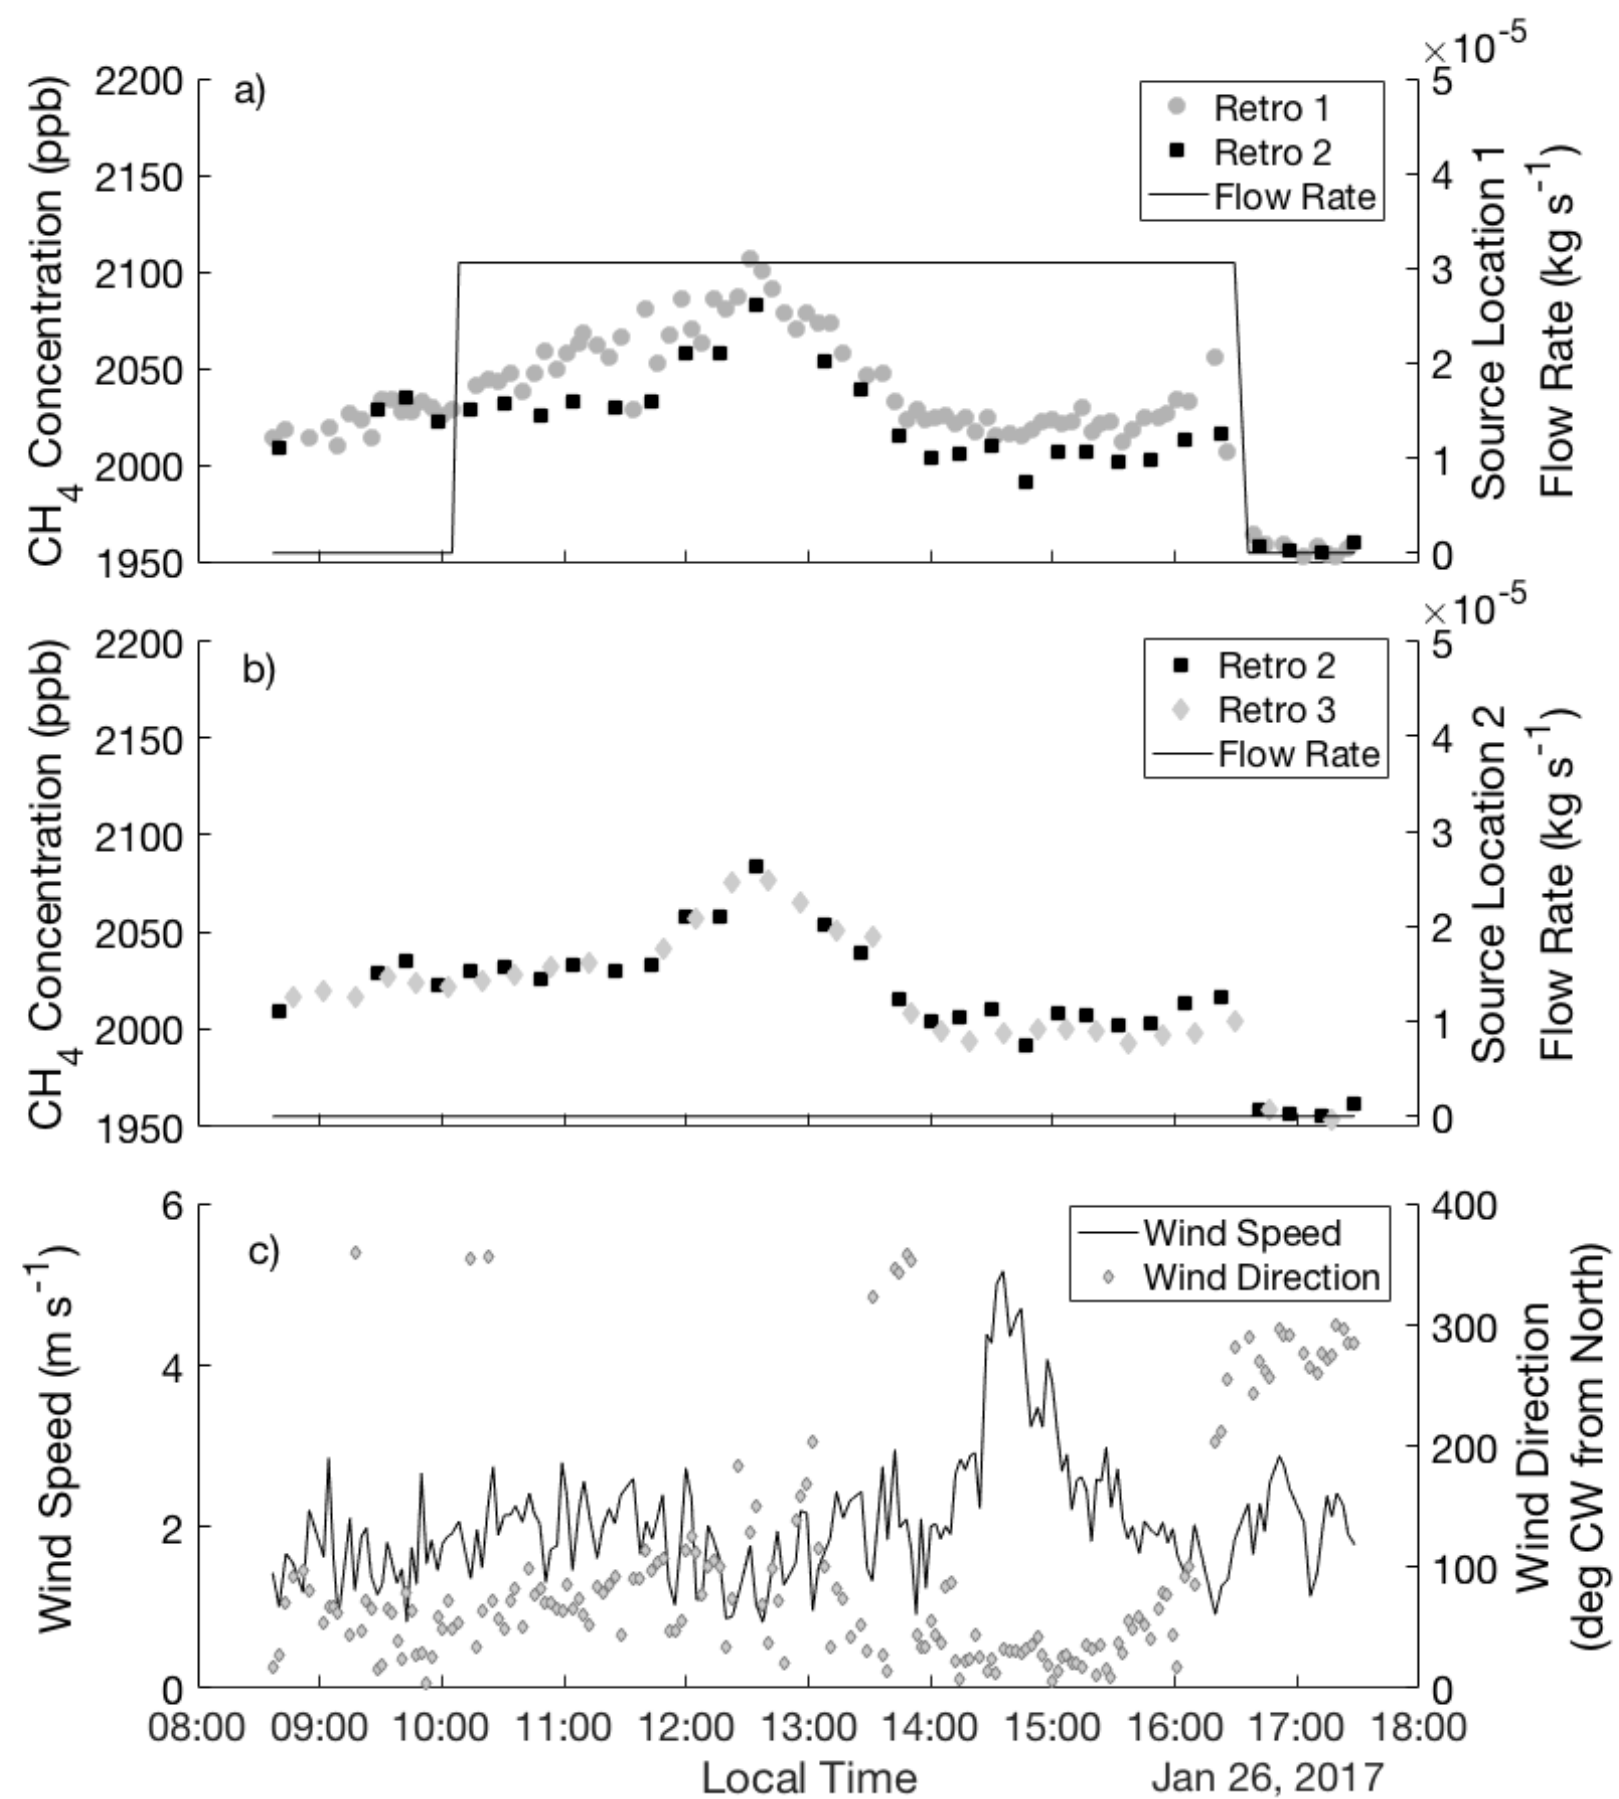 ×10-5
a)
CH4 Concentration (ppb)
2200
2150
2100
2050
2000
1950
Retro 1
Retro 2
Flow Rate
5
4
3
2
1
0
Source Location 1
Flow Rate (kg s-1)
×10-5
b)
CH4 Concentration (ppb)
2200
2150
2100
2050
2000
1950
Retro 2
Retro 3
Flow Rate
5
4
3
2
1
0
Source Location 2
Flow Rate (kg s-1)
c)
Wind Speed (m s-1)
6
4
2
0
Wind Speed
Wind Direction
400
300
200
100
0
Wind Direction
(deg CW from North)
08:00 09:00 10:00 11:00 12:00 13:00 14:00 15:00 16:00 17:00 18:00
Local Time
Jan 26, 2017